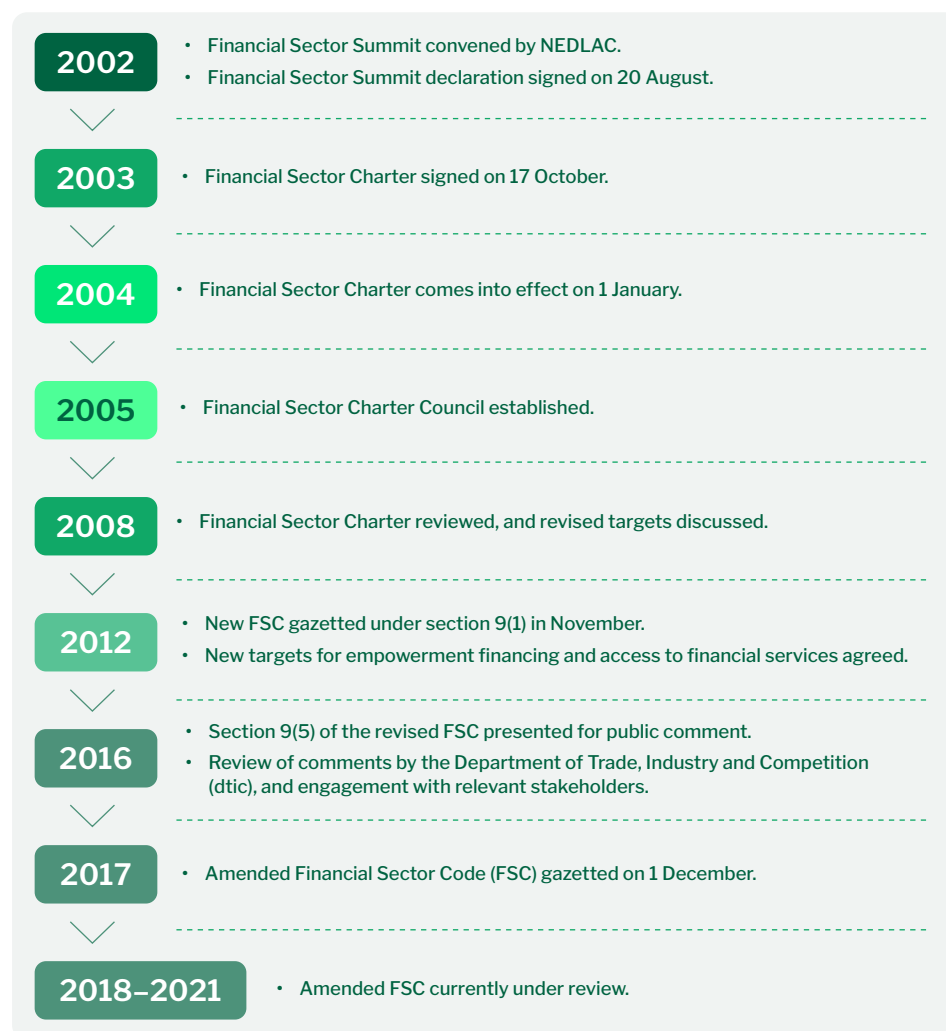 2002
• Financial Sector Summit convened by NEDLAC.
• Financial Sector Summit declaration signed on 20 August.
2003
• Financial Sector Charter signed on 17 October.
2004
• Financial Sector Charter comes into effect on 1 January.
2005
• Financial Sector Charter Council established.
2008
• Financial Sector Charter reviewed, and revised targets discussed.
2012
• New FSC gazetted under section 9(1) in November.
• New targets for empowerment financing and access to financial services agreed.
2016
• Section 9(5) of the revised FSC presented for public comment.
• Review of comments by the Department of Trade, Industry and Competition
(dtic), and engagement with relevant stakeholders.
2017
• Amended Financial Sector Code (FSC) gazetted on 1 December.
2018–2021
• Amended FSC currently under review.